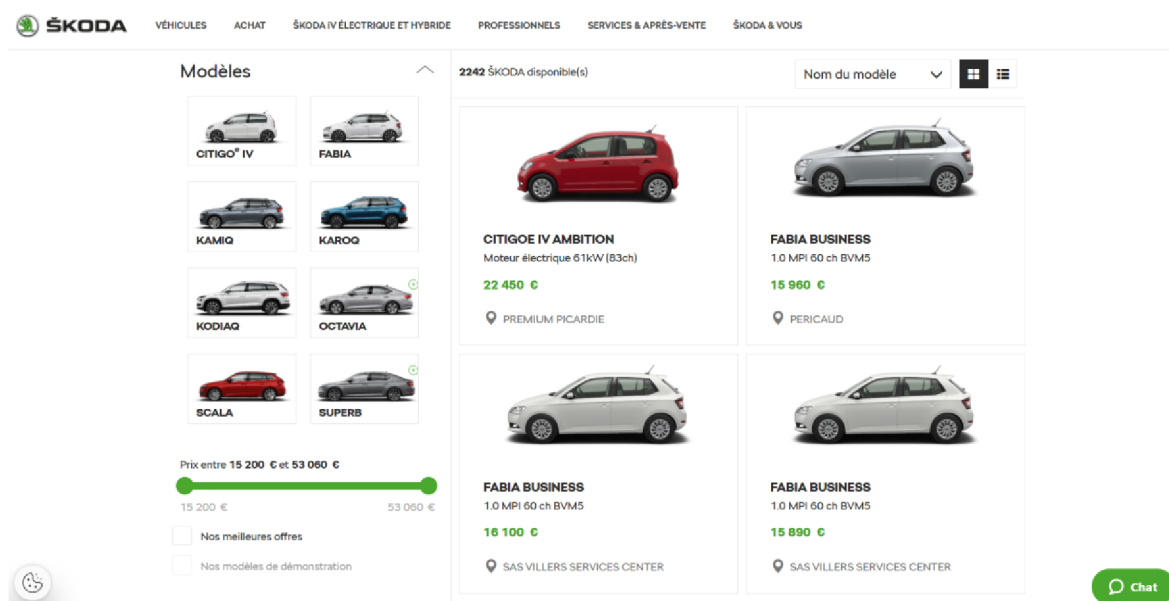 ŠKODA
VÉHICULES
ACHAT
ŠKODA iV ÉLECTRIQUE ET HYBRIDE
PROFESSIONNELS
SERVICES & APRÈS-VENTE
ŠKODA & VOUS
Modèles
CITIGOᵉ IV
FABIA
KAMIQ
KAROQ
KODIAQ
OCTAVIA
SCALA
SUPERB
Prix entre 15 200 € et 53 060 €
15 200 €
53 060 €
Nos meilleures offres
Nos modèles de démonstration
2242 ŠKODA disponible(s)
Nom du modèle
CITIGOE IV AMBITION
Moteur électrique 61kW (83ch)
22 450 €
PREMIUM PICARDIE
FABIA BUSINESS
1.0 MPI 60 ch BVM5
15 960 €
PERICAUD
FABIA BUSINESS
1.0 MPI 60 ch BVM5
16 100 €
SAS VILLERS SERVICES CENTER
FABIA BUSINESS
1.0 MPI 60 ch BVM5
15 890 €
SAS VILLERS SERVICES CENTER
Chat